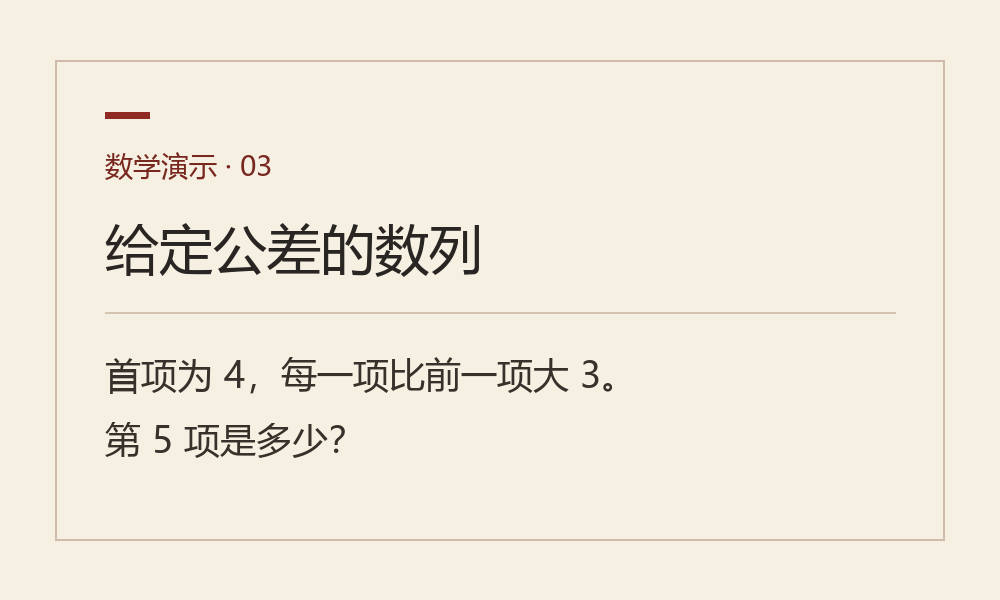 数学演示 · 03
给定公差的数列
首项为 4，每一项比前一项大 3。
第 5 项是多少？